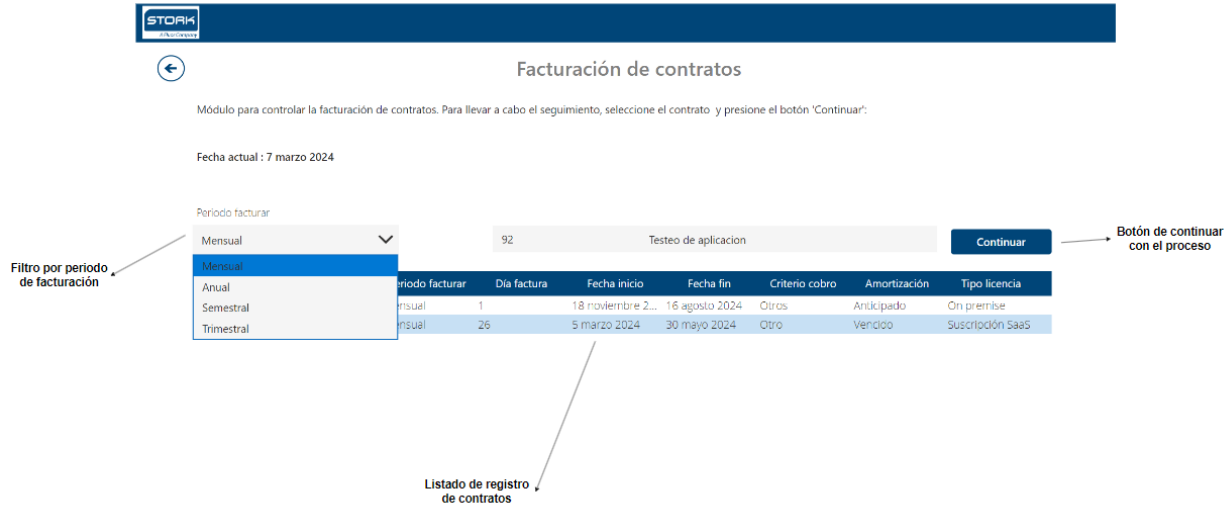 STORK
A Fluor Company
Facturación de contratos
Módulo para controlar la facturación de contratos. Para llevar a cabo el seguimiento, seleccione el contrato y presione el botón 'Continuar':
Fecha actual : 7 marzo 2024
Periodo facturar
Mensual
92 Testeo de aplicacion
Continuar
Botón de continuar
con el proceso
Filtro por periodo
de facturación
Mensual
Anual
Semestral
Trimestral
eriodo facturar Día factura Fecha inicio Fecha fin Criterio cobro Amortización Tipo licencia
ensual 1 18 noviembre 2... 16 agosto 2024 Otros Anticipado On premise
ensual 26 5 marzo 2024 30 mayo 2024 Otro Vencido Suscripción SaaS
Listado de registro
de contratos